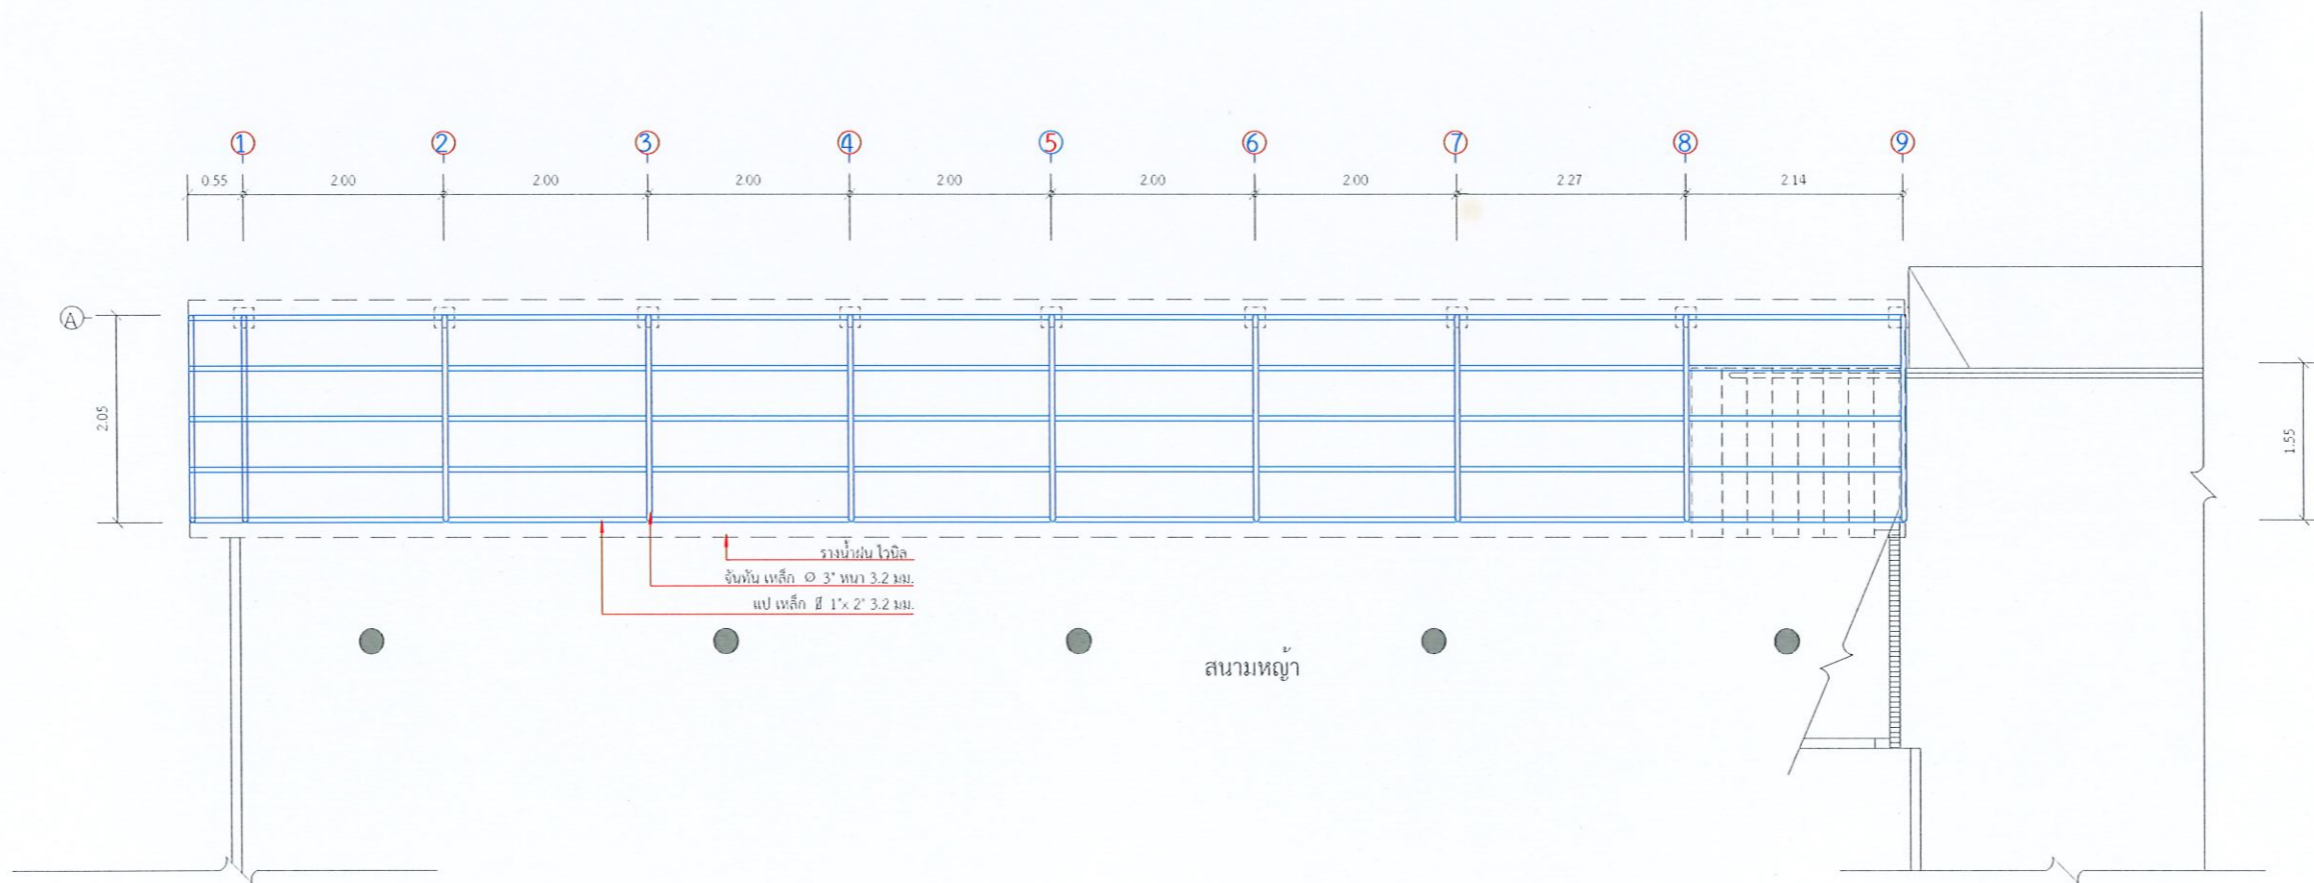 1 2 3 4 5 6 7 8 9
0.55 2.00 2.00 2.00 2.00 2.00 2.00 2.27 2.14
A
2.05
1.55
รางน้ำฝน ไวนิล
จันทัน เหล็ก Ø 3" หนา 3.2 มม.
แป เหล็ก 1"x 2" 3.2 มม.
สนามหญ้า